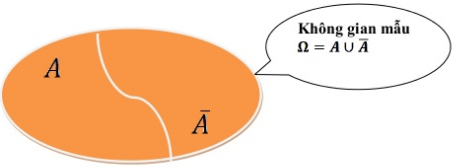 Không gian mẫu
Ω = A ∪ A̅
A
A̅